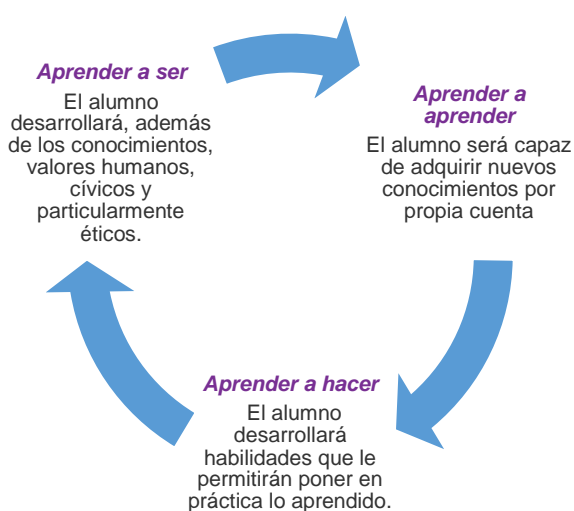 Aprender a ser
El alumno
desarrollará, además
de los conocimientos,
valores humanos,
cívicos y
particularmente
éticos.
Aprender a
aprender
El alumno será capaz
de adquirir nuevos
conocimientos por
propia cuenta
Aprender a hacer
El alumno
desarrollará
habilidades que le
permitirán poner en
práctica lo aprendido.